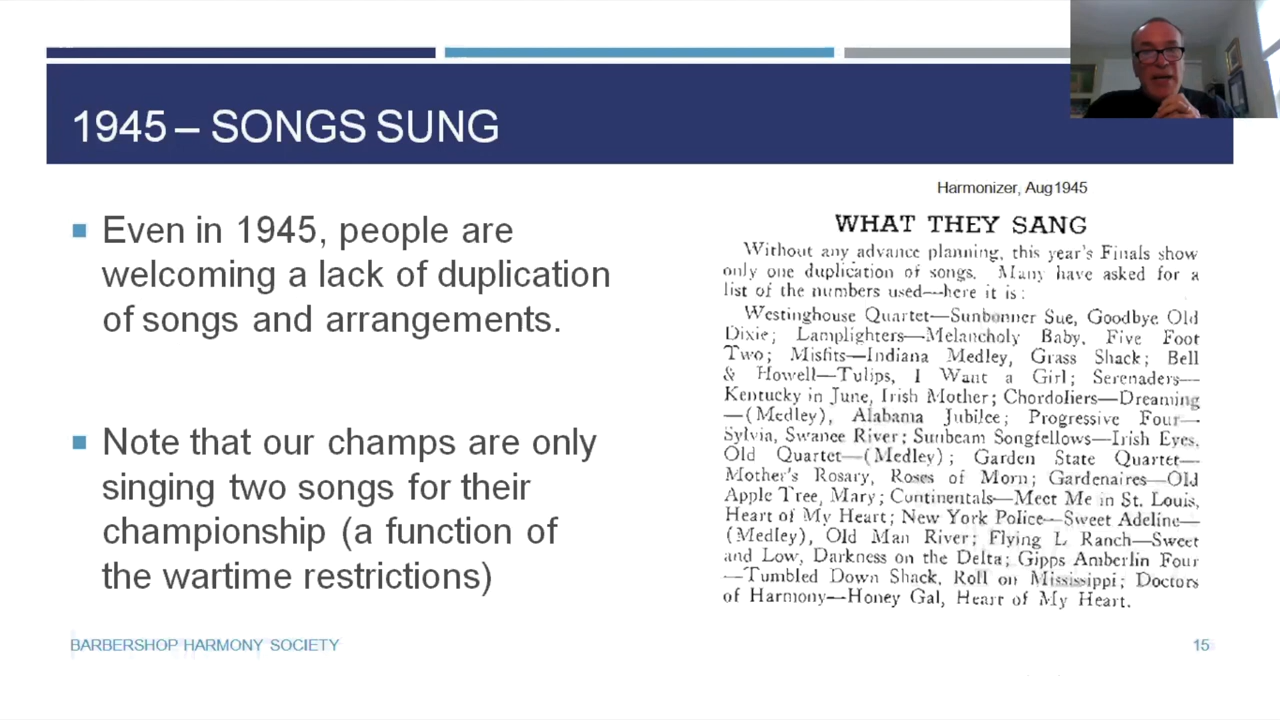 1945 – SONGS SUNG
Even in 1945, people are
welcoming a lack of duplication
of songs and arrangements.
Note that our champs are only
singing two songs for their
championship (a function of
the wartime restrictions)
Harmonizer, Aug1945
WHAT THEY SANG
Without any advance planning, this year's Finals show
only one duplication of songs. Many have asked for a
list of the numbers used—here it is:
Westinghouse Quartet—Sunbonner Sue, Goodbye Old
Dixie; Lamplighters—Melancholy Baby, Five Foot
Two; Misfits—Indiana Medley, Grass Shack; Bell
& Howell—Tulips, I Want a Girl; Serenaders—
Kentucky in June, Irish Mother; Chordoliers—Dreaming
—(Medley), Alabama Jubilee; Progressive Four—
Sylvia, Swanee River; Sunbeam Songfellows—Irish Eyes,
Old Quartet—(Medley); Garden State Quartet—
Mother's Rosary, Roses of Morn; Gardenaires—Old
Apple Tree, Mary; Continentals—Meet Me in St. Louis,
Heart of My Heart; New York Police—Sweet Adeline—
(Medley), Old Man River; Flying L Ranch—Sweet
and Low, Darkness on the Delta; Gipps Amberlin Four
—Tumbled Down Shack, Roll on Mississippi; Doctors
of Harmony—Honey Gal, Heart of My Heart.
BARBERSHOP HARMONY SOCIETY
15